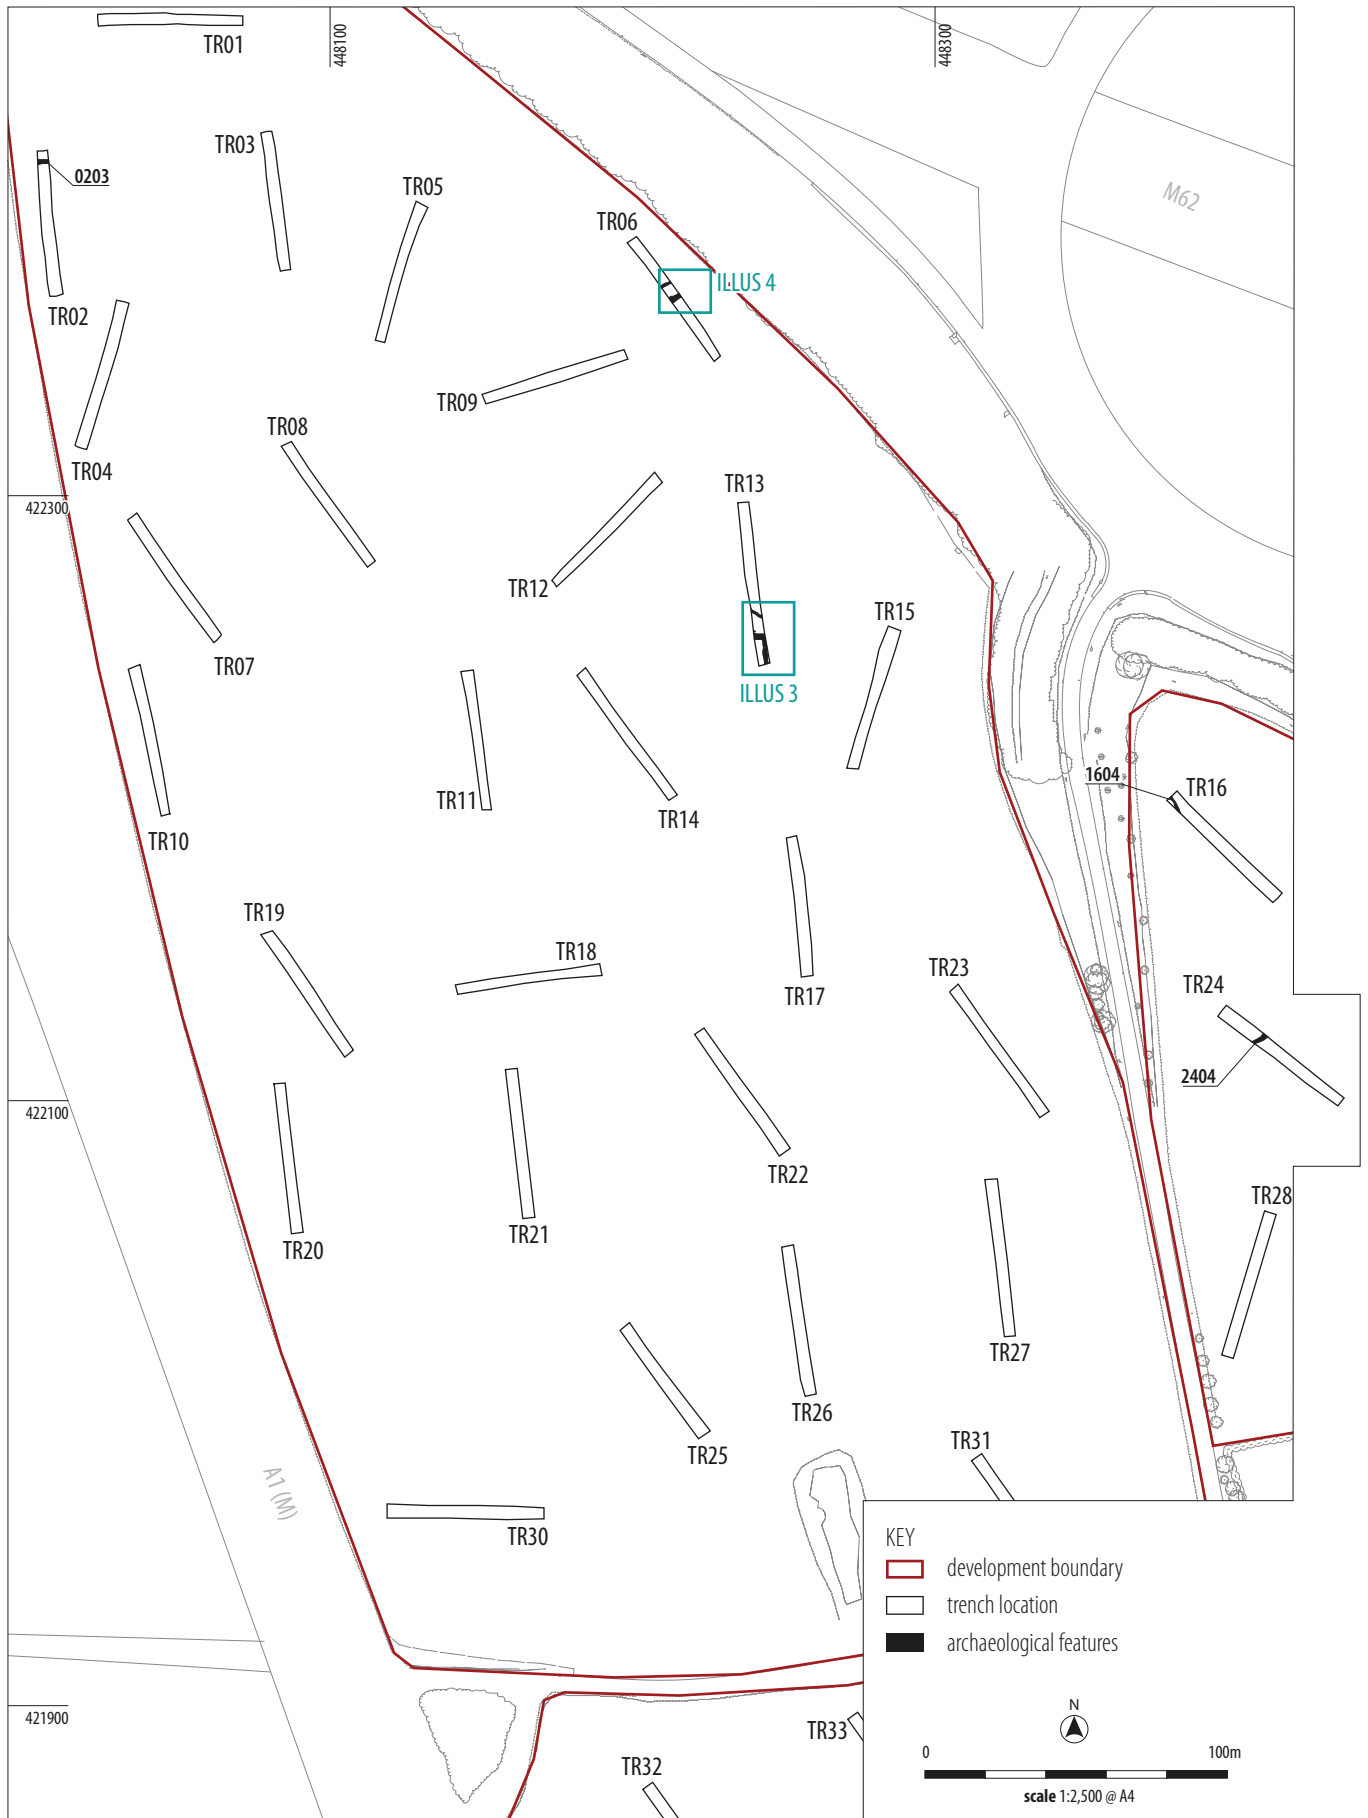 TR01
448100
448300
TR03
M62
0203
TR05
TR06
ILLUS 4
TR02
TR09
TR08
TR04
TR13
422300
TR12
TR15
TR07
ILLUS 3
1604
TR16
TR11
TR14
TR10
TR19
TR18
TR23
TR24
TR17
2404
422100
TR22
TR28
TR21
TR20
TR27
TR26
TR31
TR25
A1 (M)
TR30
KEY
development boundary
trench location
archaeological features
N
421900
TR33
0 100m
TR32
scale 1:2,500 @ A4